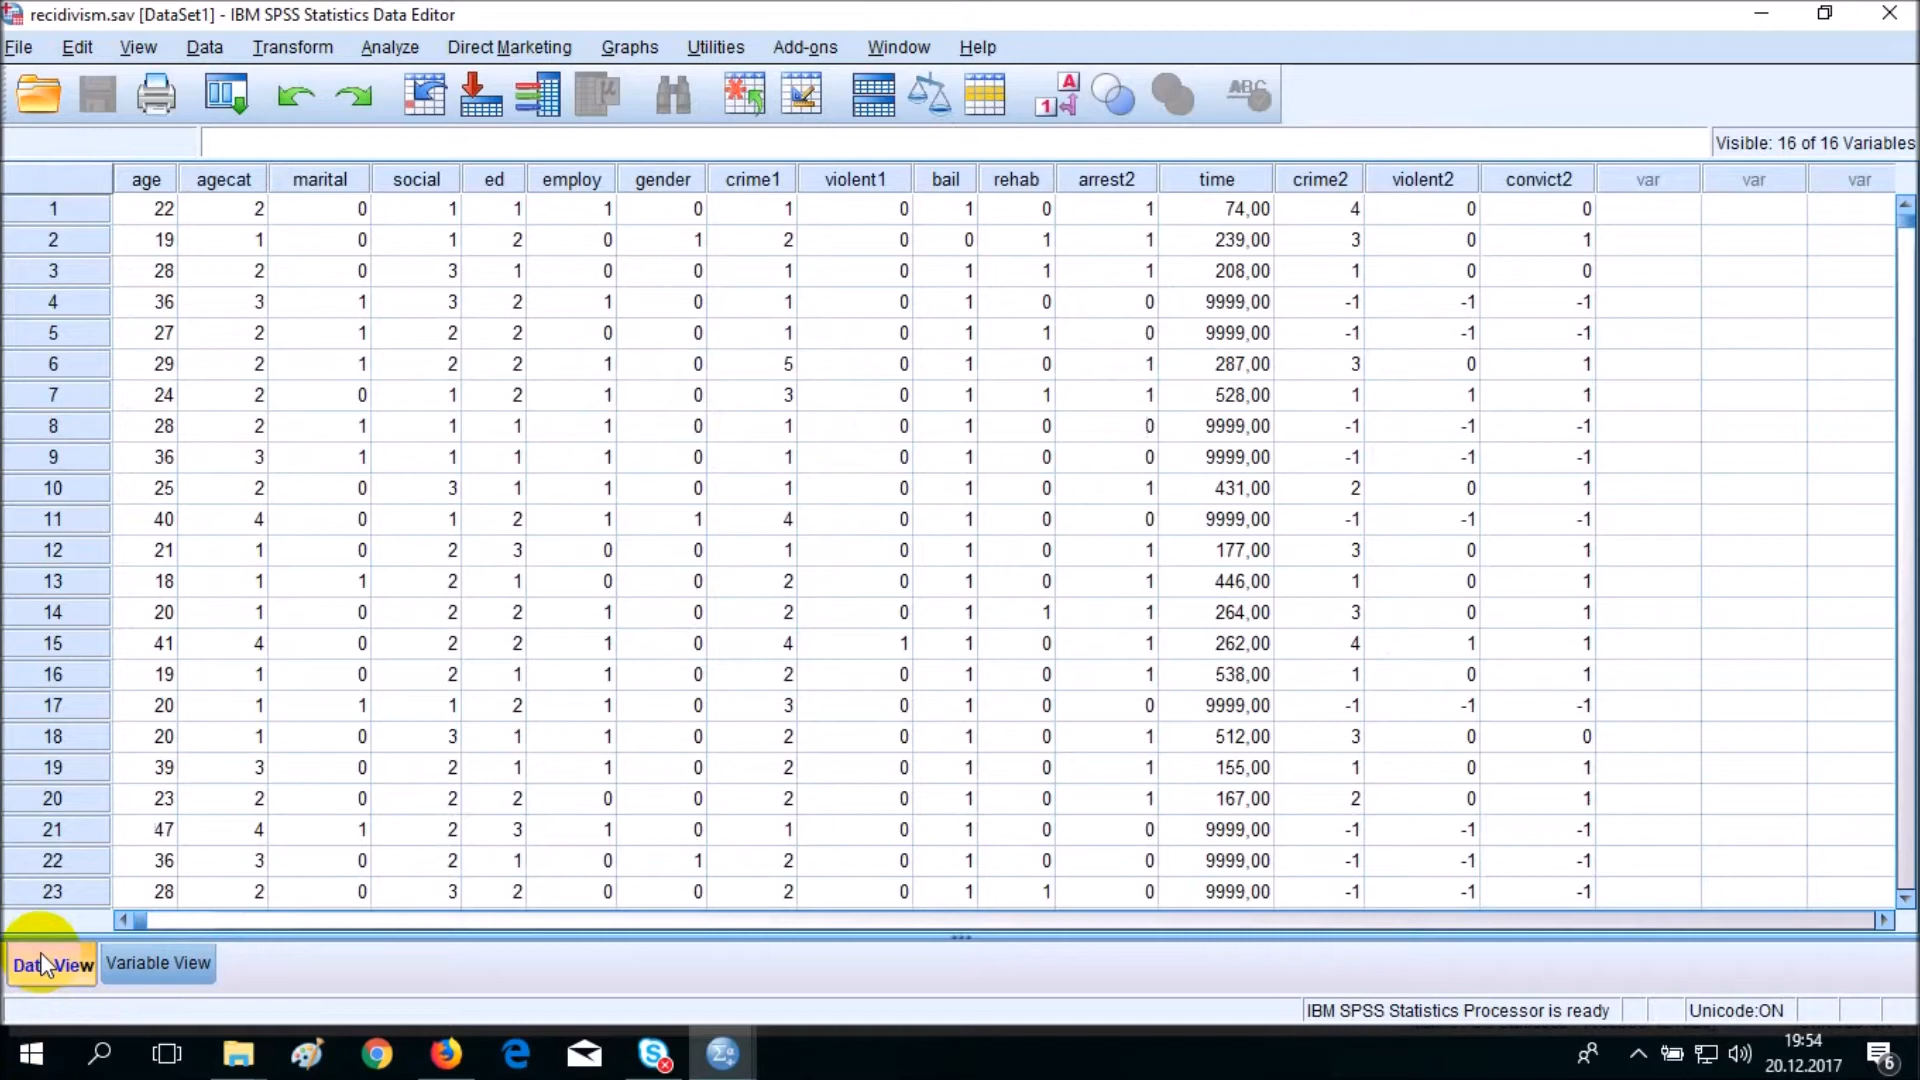 recidivism.sav [DataSet1] - IBM SPSS Statistics Data Editor
File Edit View Data Transform Analyze Direct Marketing Graphs Utilities Add-ons Window Help
A
1
ABC
Visible: 16 of 16 Variables
age agecat marital social ed employ gender crime1 violent1 bail rehab arrest2 time crime2 violent2 convict2 var var var
1 22 2 0 1 1 1 0 1 0 1 0 1 74,00 4 0 0
2 19 1 0 1 2 0 1 2 0 0 1 1 239,00 3 0 1
3 28 2 0 3 1 0 0 1 0 1 1 1 208,00 1 0 0
4 36 3 1 3 2 1 0 1 0 1 0 0 9999,00 -1 -1 -1
5 27 2 1 2 2 0 0 1 0 1 1 0 9999,00 -1 -1 -1
6 29 2 1 2 2 1 0 5 0 1 0 1 287,00 3 0 1
7 24 2 0 1 2 1 0 3 0 1 1 1 528,00 1 1 1
8 28 2 1 1 1 1 0 1 0 1 0 0 9999,00 -1 -1 -1
9 36 3 1 1 1 1 0 1 0 1 0 0 9999,00 -1 -1 -1
10 25 2 0 3 1 1 0 1 0 1 0 1 431,00 2 0 1
11 40 4 0 1 2 1 1 4 0 1 0 0 9999,00 -1 -1 -1
12 21 1 0 2 3 0 0 1 0 1 0 1 177,00 3 0 1
13 18 1 1 2 1 0 0 2 0 1 0 1 446,00 1 0 1
14 20 1 0 2 2 1 0 2 0 1 1 1 264,00 3 0 1
15 41 4 0 2 2 1 0 4 1 1 0 1 262,00 4 1 1
16 19 1 0 2 1 1 0 2 0 1 0 1 538,00 1 0 1
17 20 1 1 1 2 1 0 3 0 1 0 0 9999,00 -1 -1 -1
18 20 1 0 3 1 1 0 2 0 1 0 1 512,00 3 0 0
19 39 3 0 2 1 1 0 2 0 1 0 1 155,00 1 0 1
20 23 2 0 2 2 0 0 2 0 1 0 1 167,00 2 0 1
21 47 4 1 2 3 1 0 1 0 1 0 0 9999,00 -1 -1 -1
22 36 3 0 2 1 0 1 2 0 1 0 0 9999,00 -1 -1 -1
23 28 2 0 3 2 0 0 2 0 1 1 0 9999,00 -1 -1 -1
Data View Variable View
IBM SPSS Statistics Processor is ready Unicode:ON
19:54
20.12.2017
6